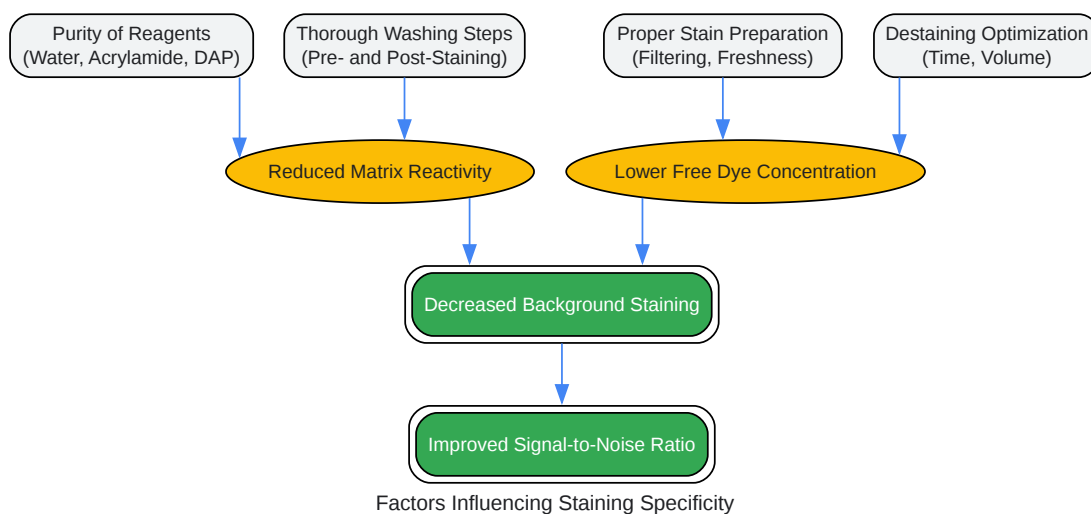 Purity of Reagents
(Water, Acrylamide, DAP)
Thorough Washing Steps
(Pre- and Post-Staining)
Proper Stain Preparation
(Filtering, Freshness)
Destaining Optimization
(Time, Volume)
Reduced Matrix Reactivity
Lower Free Dye Concentration
Decreased Background Staining
Improved Signal-to-Noise Ratio
Factors Influencing Staining Specificity